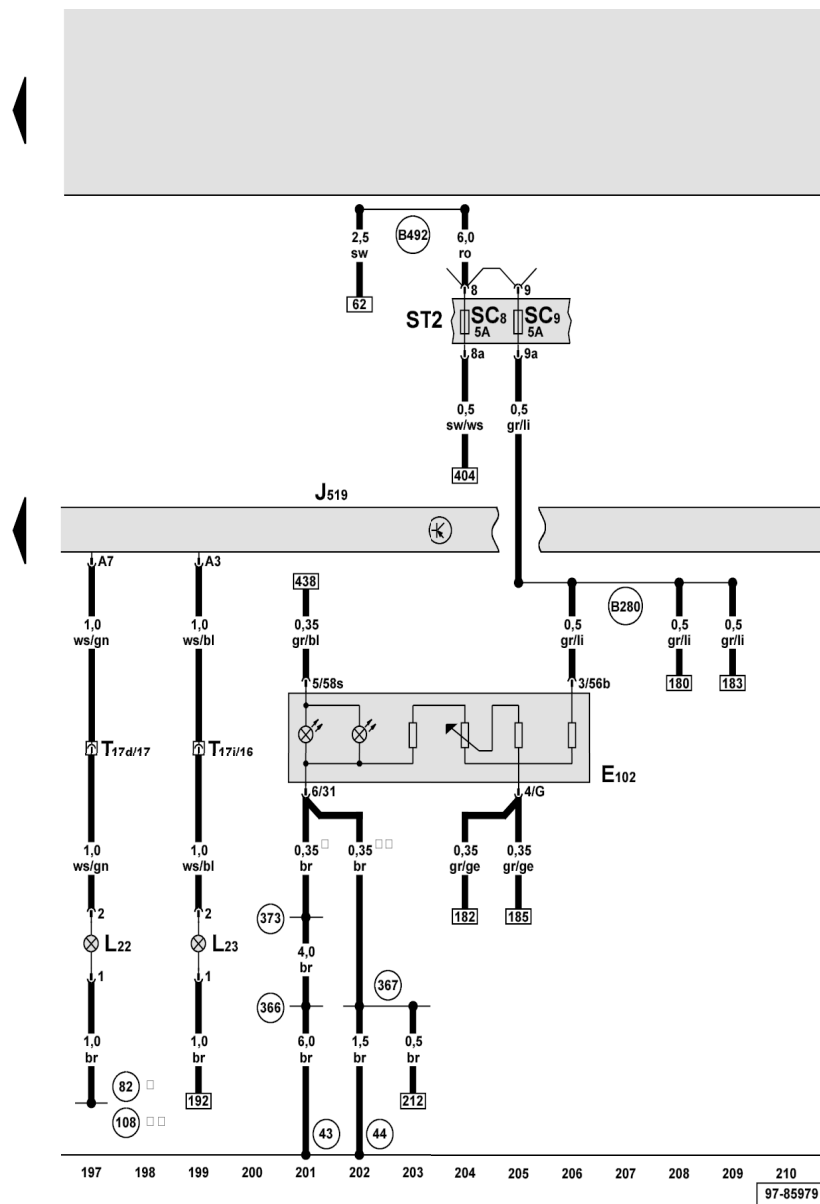 2,5
sw
B492
6,0
ro
62
8
9
ST2
SC8
5A
SC9
5A
8a
9a
0,5
sw/ws
0,5
gr/li
404
J519
A7
A3
438
B280
1,0
ws/gn
1,0
ws/bl
0,35
gr/bl
0,5
gr/li
0,5
gr/li
0,5
gr/li
5/58s
3/56b
180
183
T17d/17
T17i/16
E102
6/31
4/G
1,0
ws/gn
1,0
ws/bl
0,35
br
0,35
br
0,35
gr/ge
0,35
gr/ge
2
2
373
182
185
L22
L23
4,0
br
1
1
366
367
1,0
br
1,0
br
6,0
br
1,5
br
0,5
br
82
192
212
108
43
44
197 198 199 200 201 202 203 204 205 206 207 208 209 210
97-85979